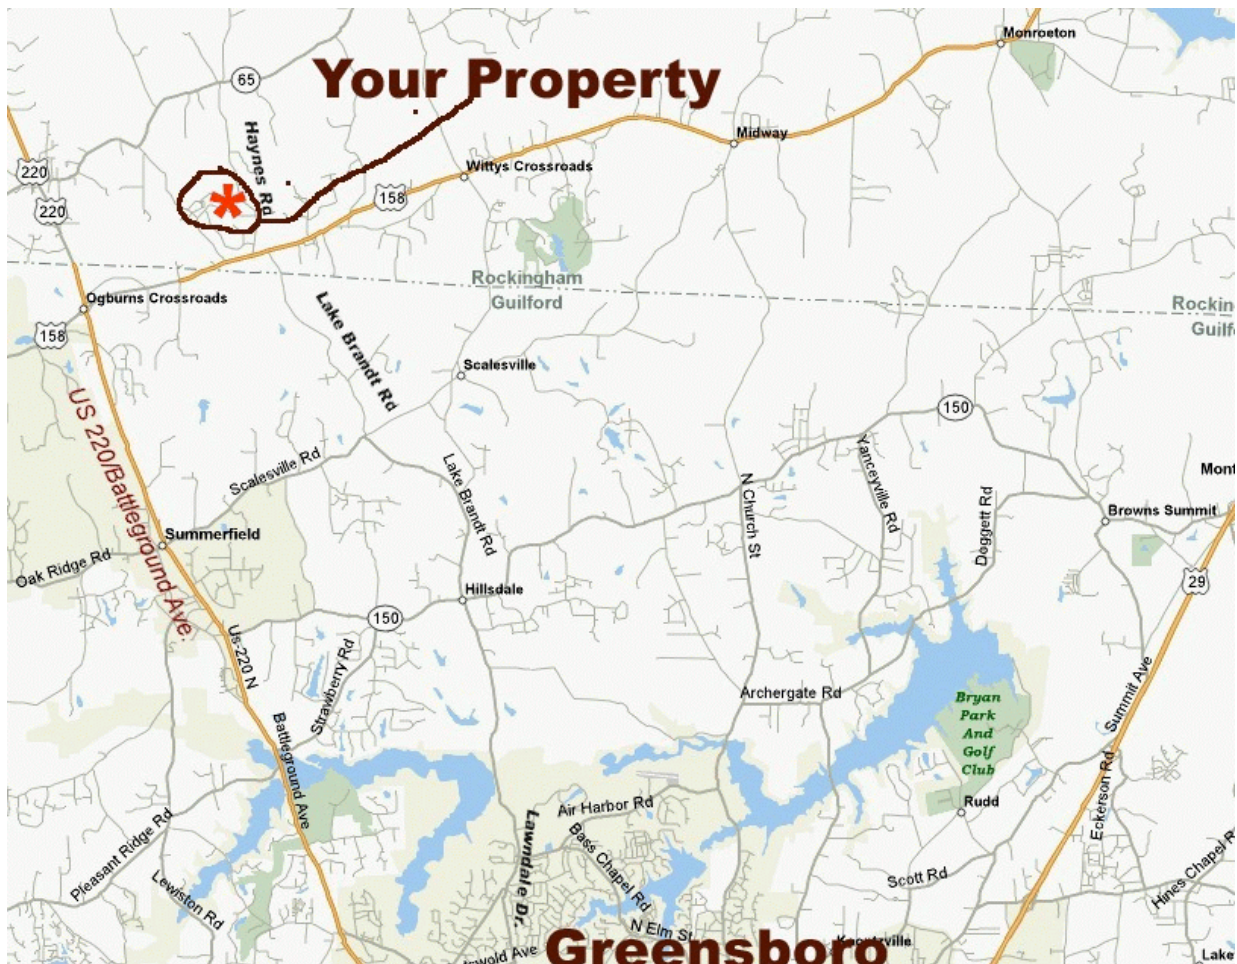 Monroeton
65
Your Property
Haynes Rd
Midway
220
Wittys Crossroads
158
220
Rockingham
Guilford
Ogburns Crossroads
Rockin
Guilf
158
Lake Brandt Rd
Scalesville
US 220/Battleground Ave.
150
Yanceyville Rd
Scalesville Rd
Lake Brandt Rd
Mont
N Church St
Doggett Rd
Browns Summit
Summerfield
Oak Ridge Rd
29
Hillsdale
150
Us-220 N
Strawberry Rd
Archergate Rd
Summit Ave
Bryan
Park
And
Golf
Club
Battleground Ave
Air Harbor Rd
Rudd
Eckerson Rd
Pleasant Ridge Rd
Lawndale Dr.
Bass Chapel Rd
Lewiston Rd
Scott Rd
Hines Chapel R
N Elm St
swold Ave
Greensboro
Lake